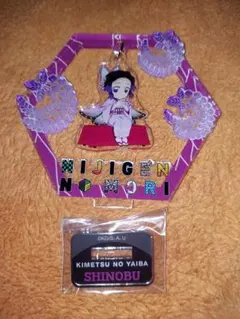 NIJIGEN
NO MORI
KIMETSU NO YAIBA
SHINOBU